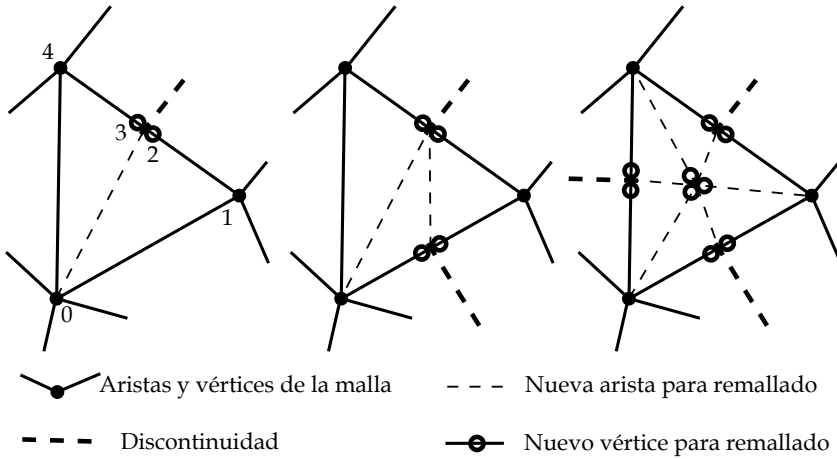 4
3
2
1
0
Aristas y vértices de la malla
Nueva arista para remallado
Discontinuidad
Nuevo vértice para remallado